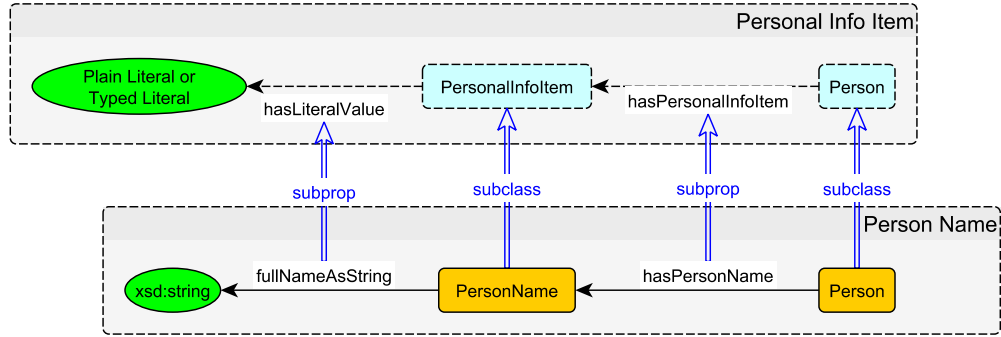 Personal Info Item
Plain Literal or
Typed Literal
PersonalInfoItem
Person
hasLiteralValue
hasPersonalInfoItem
subprop
subclass
subprop
subclass
Person Name
fullNameAsString
hasPersonName
xsd:string
PersonName
Person